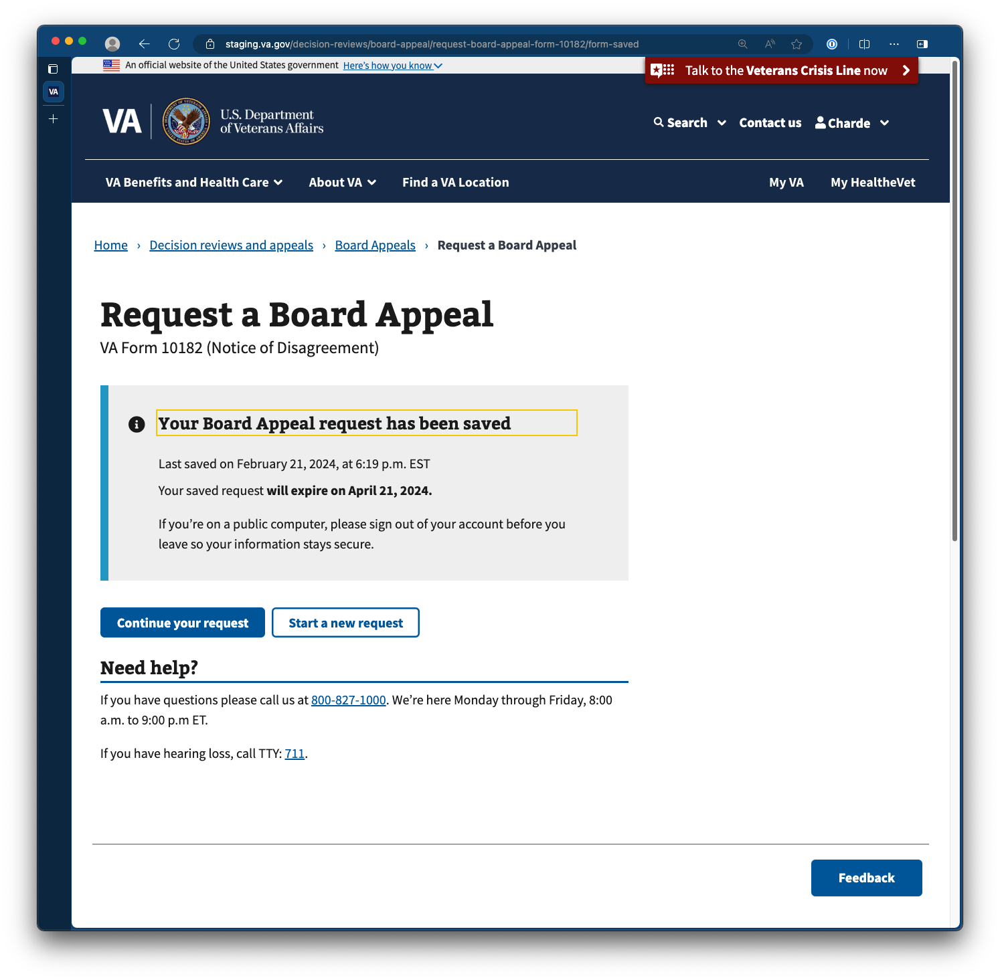 staging.va.gov/decision-reviews/board-appeal/request-board-appeal-form-10182/form-saved
An official website of the United States government Here's how you know
Talk to the Veterans Crisis Line now
VA
VA
U.S. Department
of Veterans Affairs
Search
Contact us
Charde
VA Benefits and Health Care
About VA
Find a VA Location
My VA
My HealtheVet
Home › Decision reviews and appeals › Board Appeals › Request a Board Appeal
Request a Board Appeal
VA Form 10182 (Notice of Disagreement)
Your Board Appeal request has been saved
Last saved on February 21, 2024, at 6:19 p.m. EST
Your saved request will expire on April 21, 2024.
If you’re on a public computer, please sign out of your account before you
leave so your information stays secure.
Continue your request
Start a new request
Need help?
If you have questions please call us at 800-827-1000. We’re here Monday through Friday, 8:00
a.m. to 9:00 p.m ET.
If you have hearing loss, call TTY: 711.
Feedback